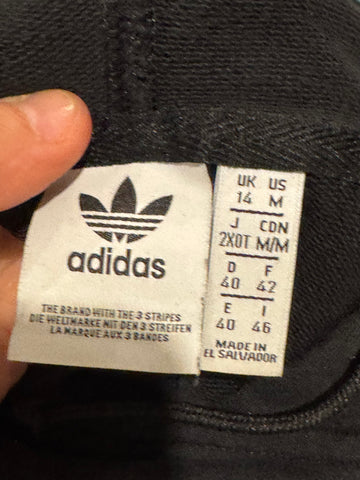 adidas
THE BRAND WITH THE 3 STRIPES
DIE WELTMARKE MIT DEN 3 STREIFEN
LA MARQUE AUX 3 BANDES
UK US
14 M
J CDN
2XOT M/M
D F
40 42
E I
40 46
MADE IN
EL SALVADOR